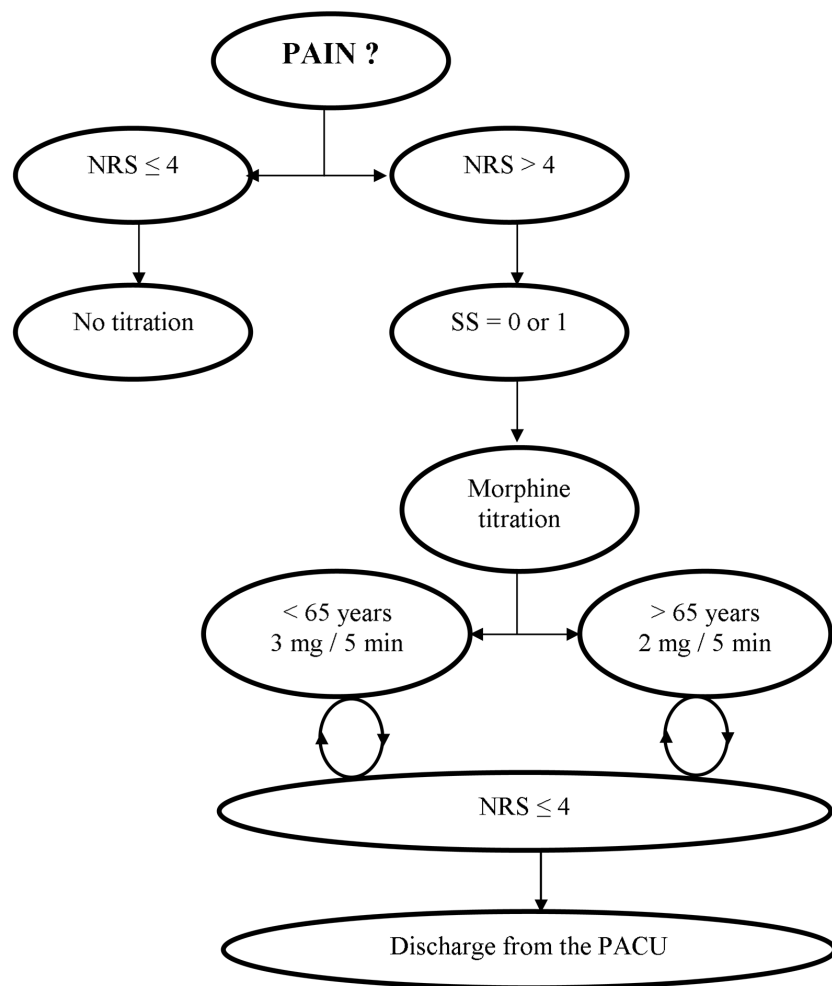 PAIN ?
NRS ≤ 4
NRS > 4
No titration
SS = 0 or 1
Morphine
titration
< 65 years
3 mg / 5 min
> 65 years
2 mg / 5 min
NRS ≤ 4
Discharge from the PACU